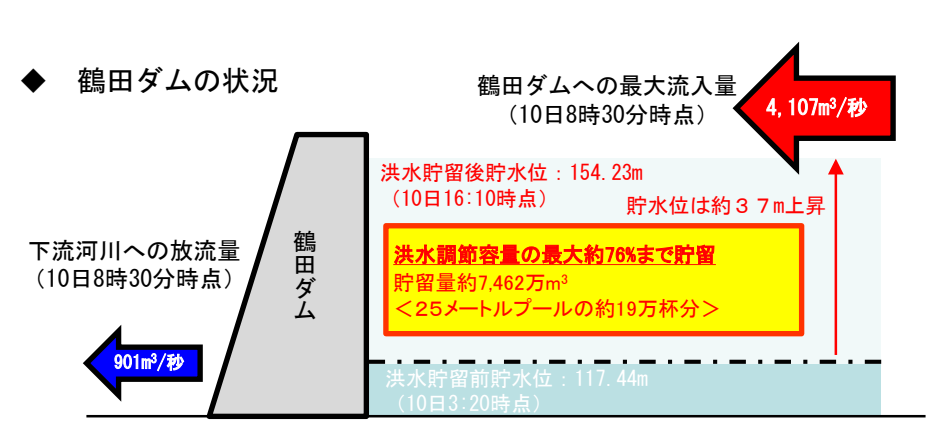 ◆ 鶴田ダムの状況
鶴田ダムへの最大流入量
(10日8時30分時点)
4,107m³/秒
洪水貯留後貯水位：154.23m
(10日16:10時点)
貯水位は約３７m上昇
下流河川への放流量
(10日8時30分時点)
鶴田ダム
洪水調節容量の最大約76%まで貯留
貯留量約7,462万m³
＜25メートルプールの約19万杯分＞
901m³/秒
洪水貯留前貯水位：117.44m
(10日3:20時点)